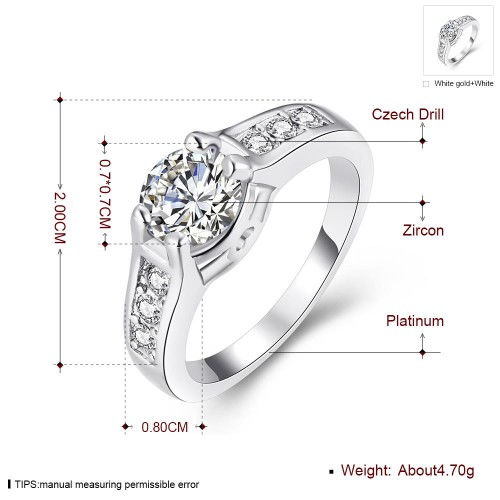 White gold+White
Czech Drill
0.7*0.7CM
2.00CM
Zircon
Platinum
0.80CM
Weight: About4.70g
TIPS:manual measuring permissible error